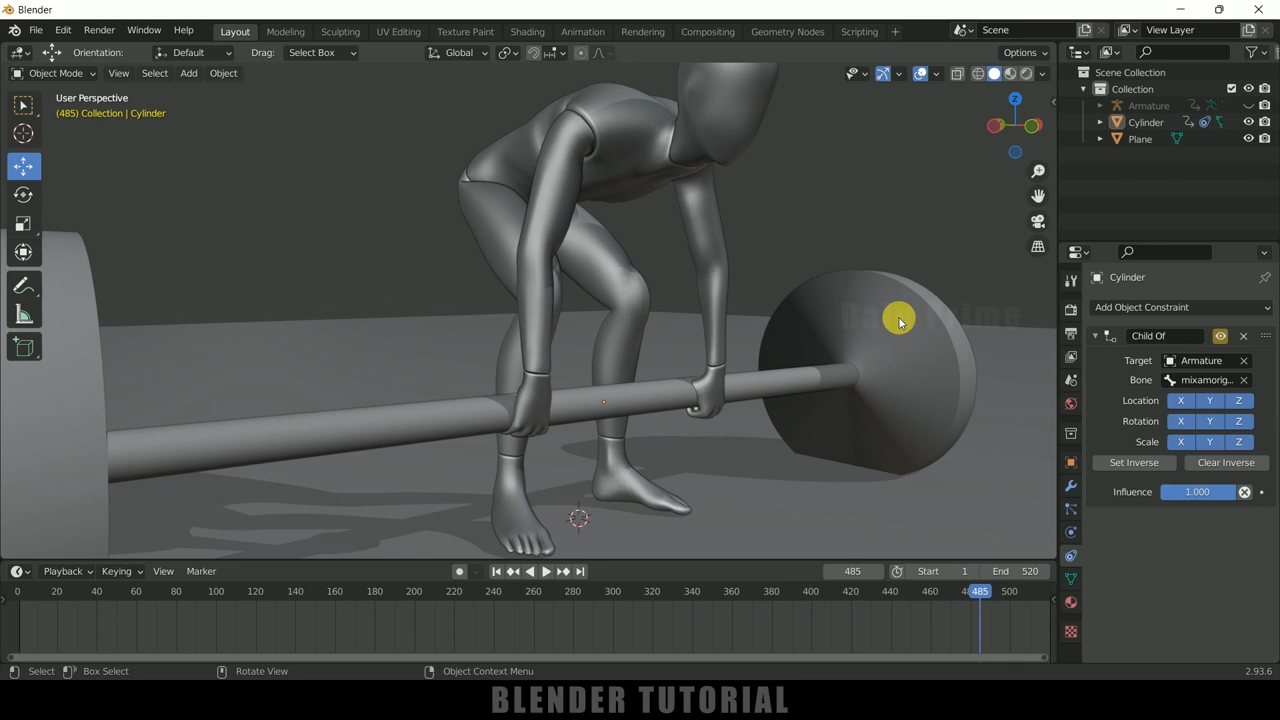 Blender
File Edit Render Window Help Layout Modeling Sculpting UV Editing Texture Paint Shading Animation Rendering Compositing Geometry Nodes Scripting + Scene View Layer
Orientation: Default Drag: Select Box Global Options
Object Mode View Select Add Object
User Perspective
(485) Collection | Cylinder
Z
Scene Collection
Collection
Armature
Cylinder
Plane
Cylinder
Add Object Constraint
Child Of
Target Armature
Bone mixamorig...
Location X Y Z
Rotation X Y Z
Scale X Y Z
Set Inverse Clear Inverse
Influence 1.000
Playback Keying View Marker 485 Start 1 End 520
0 20 40 60 80 100 120 140 160 180 200 220 240 260 280 300 320 340 360 380 400 420 440 460 485 500
Select Box Select Rotate View Object Context Menu 2.93.6
BLENDER TUTORIAL